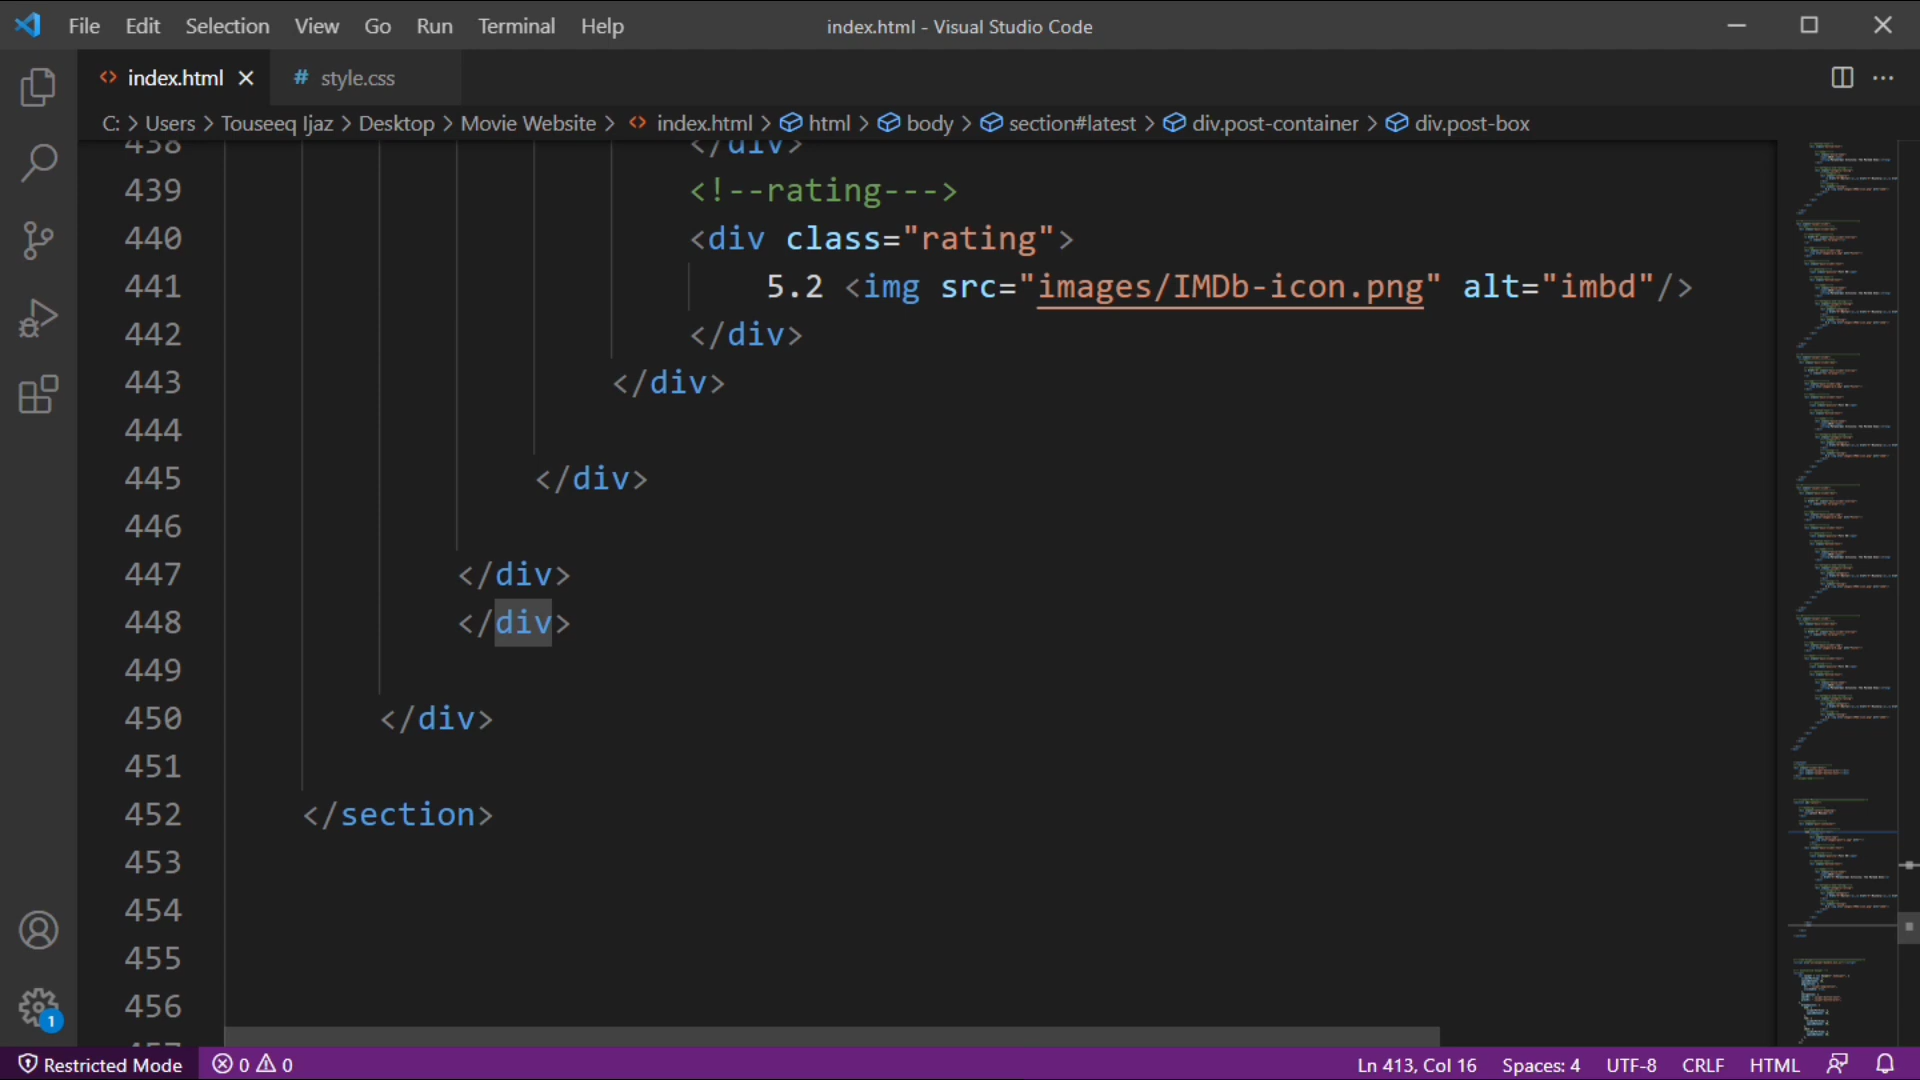 File Edit Selection View Go Run Terminal Help index.html - Visual Studio Code
index.html # style.css
C: > Users > Touseeq Ijaz > Desktop > Movie Website > index.html > html > body > section#latest > div.post-container > div.post-box
438 </div>
439 <!--rating--->
440 <div class="rating">
441 5.2 <img src="images/IMDb-icon.png" alt="imbd"/>
442 </div>
443 </div>
444
445 </div>
446
447 </div>
448 </div>
449
450 </div>
451
452 </section>
453
454
455
456
1
Restricted Mode 0 0 Ln 413, Col 16 Spaces: 4 UTF-8 CRLF HTML